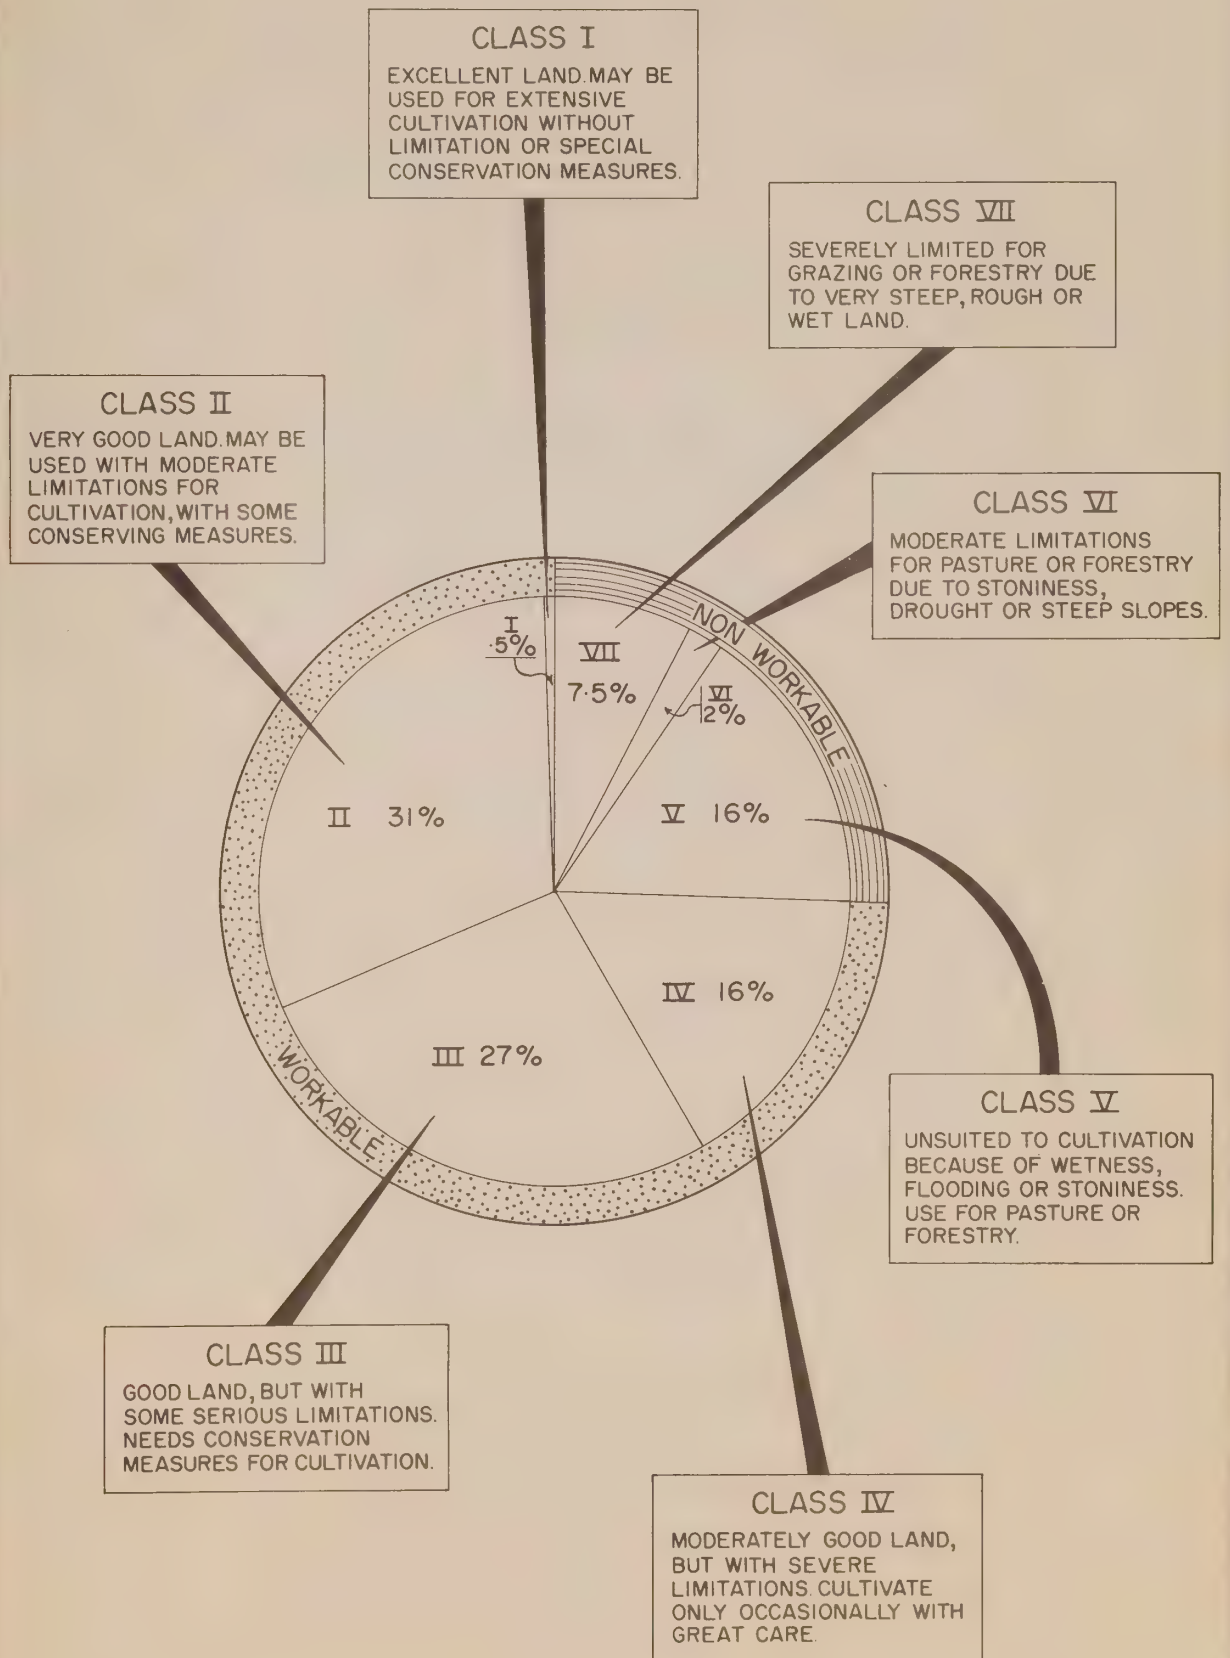 CLASS I
EXCELLENT LAND. MAY BE
USED FOR EXTENSIVE
CULTIVATION WITHOUT
LIMITATION OR SPECIAL
CONSERVATION MEASURES.
CLASS VII
SEVERELY LIMITED FOR
GRAZING OR FORESTRY DUE
TO VERY STEEP, ROUGH OR
WET LAND.
CLASS II
VERY GOOD LAND. MAY BE
USED WITH MODERATE
LIMITATIONS FOR
CULTIVATION, WITH SOME
CONSERVING MEASURES.
CLASS VI
MODERATE LIMITATIONS
FOR PASTURE OR FORESTRY
DUE TO STONINESS,
DROUGHT OR STEEP SLOPES.
NON WORKABLE
I
.5%
VII
7.5%
VI
2%
II 31%
V 16%
IV 16%
III 27%
WORKABLE
CLASS V
UNSUITED TO CULTIVATION
BECAUSE OF WETNESS,
FLOODING OR STONINESS.
USE FOR PASTURE OR
FORESTRY.
CLASS III
GOOD LAND, BUT WITH
SOME SERIOUS LIMITATIONS.
NEEDS CONSERVATION
MEASURES FOR CULTIVATION.
CLASS IV
MODERATELY GOOD LAND,
BUT WITH SEVERE
LIMITATIONS. CULTIVATE
ONLY OCCASIONALLY WITH
GREAT CARE.